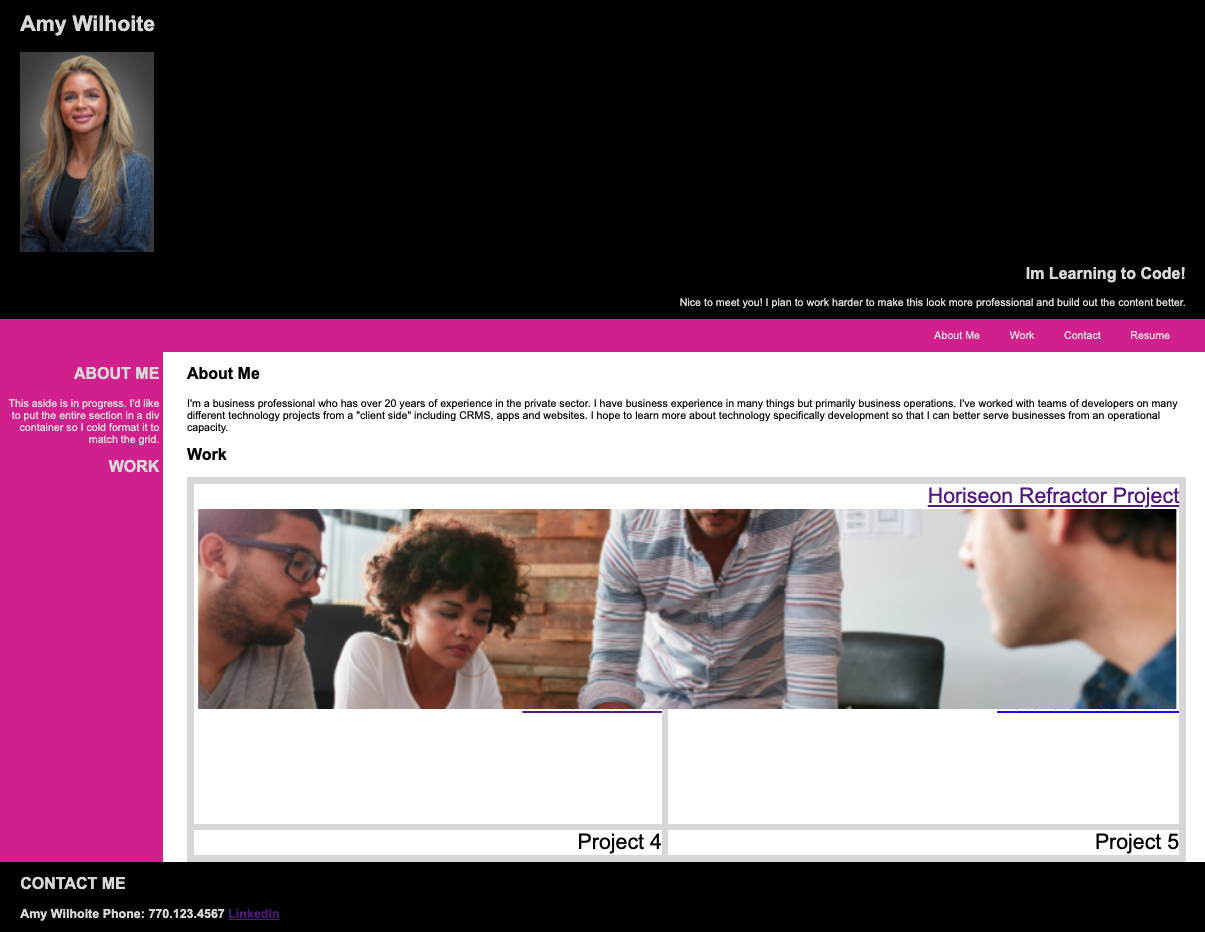 Amy Wilhoite
Im Learning to Code!
Nice to meet you! I plan to work harder to make this look more professional and build out the content better.
About Me Work Contact Resume
ABOUT ME
This aside is in progress. I'd like
to put the entire section in a div
container so I cold format it to
match the grid.
WORK
About Me
I'm a business professional who has over 20 years of experience in the private sector. I have business experience in many things but primarily business operations. I've worked with teams of developers on many
different technology projects from a "client side" including CRMS, apps and websites. I hope to learn more about technology specifically development so that I can better serve businesses from an operational
capacity.
Work
Horiseon Refractor Project
Project 4
Project 5
CONTACT ME
Amy Wilhoite Phone: 770.123.4567 LinkedIn